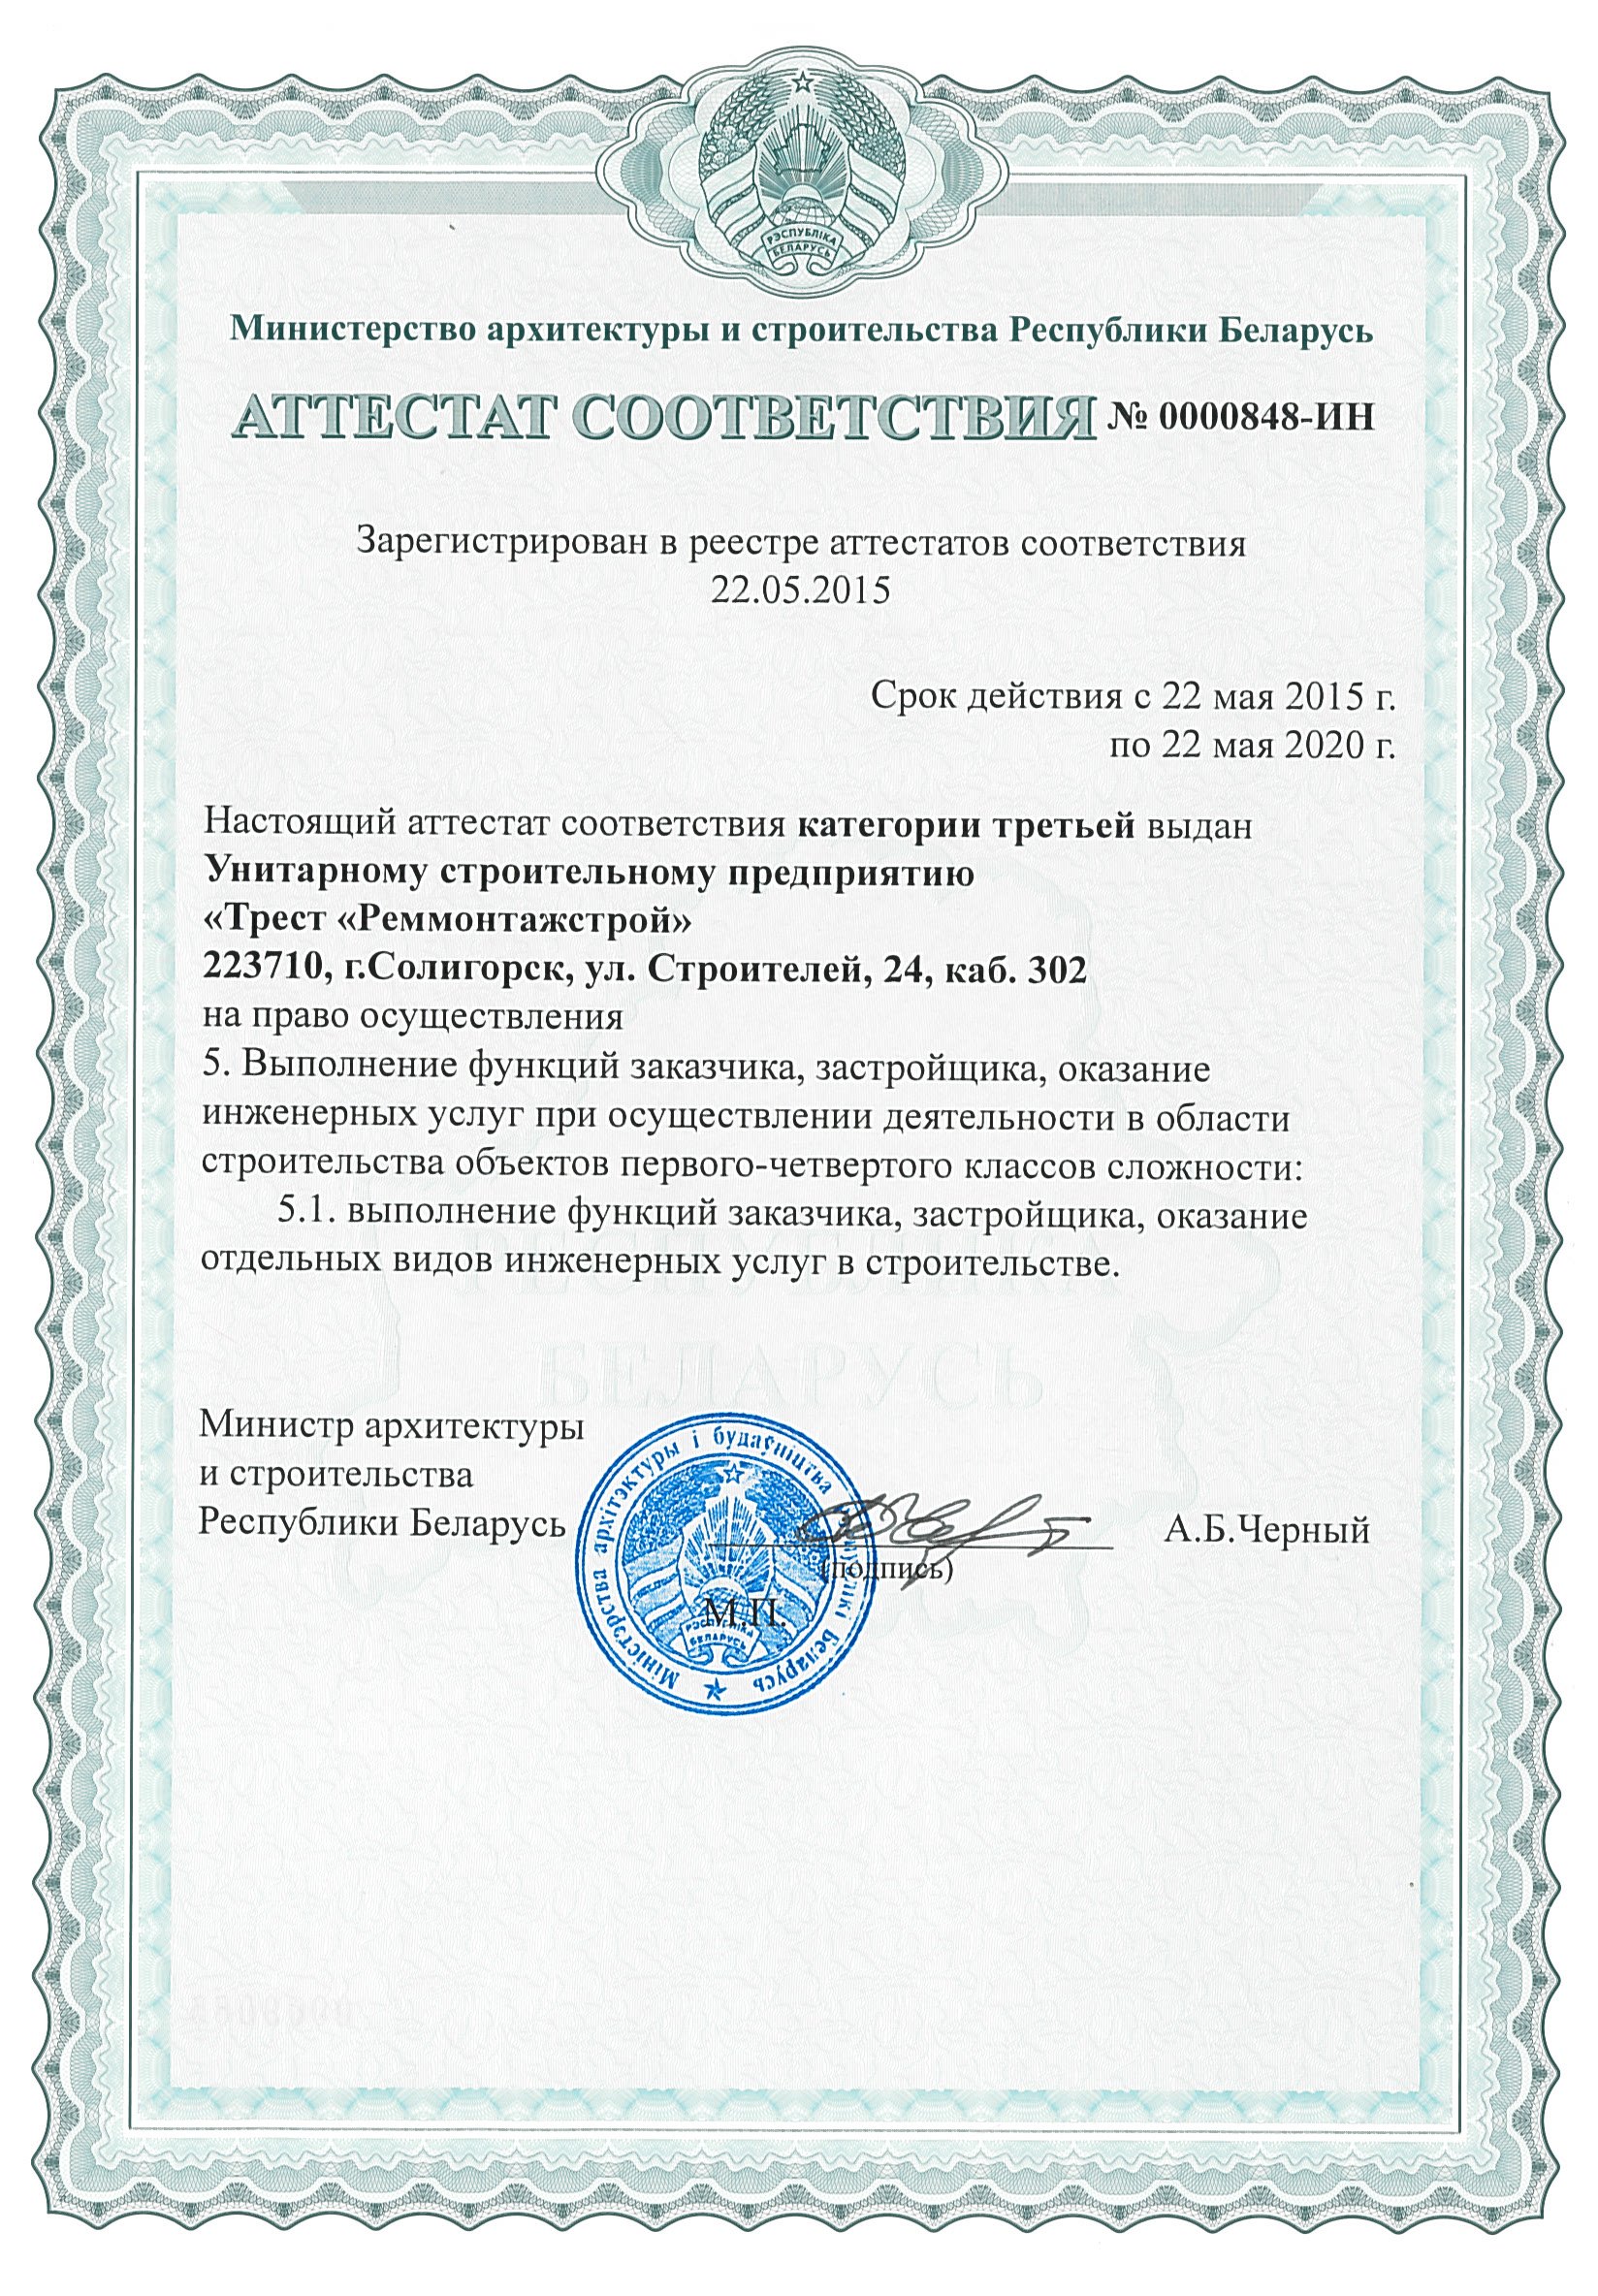 РЭСПУБЛІКА
БЕЛАРУСЬ
Министерство архитектуры и строительства Республики Беларусь
АТТЕСТАТ СООТВЕТСТВИЯ № 0000848-ИН
Зарегистрирован в реестре аттестатов соответствия
22.05.2015
Срок действия с 22 мая 2015 г.
по 22 мая 2020 г.
Настоящий аттестат соответствия категории третьей выдан
Унитарному строительному предприятию
«Трест «Реммонтажстрой»
223710, г.Солигорск, ул. Строителей, 24, каб. 302
на право осуществления
5. Выполнение функций заказчика, застройщика, оказание
инженерных услуг при осуществлении деятельности в области
строительства объектов первого-четвертого классов сложности:
5.1. выполнение функций заказчика, застройщика, оказание
отдельных видов инженерных услуг в строительстве.
РЕСПУБЛИКА
БЕЛАРУСЬ
Министр архитектуры
и строительства
Республики Беларусь
А.Б.Черный
(подпись)
М.П.
Міністэрства архітэктуры і будаўніцтва Рэспублікі Беларусь
РЭСПУБЛІКА
БЕЛАРУСЬ